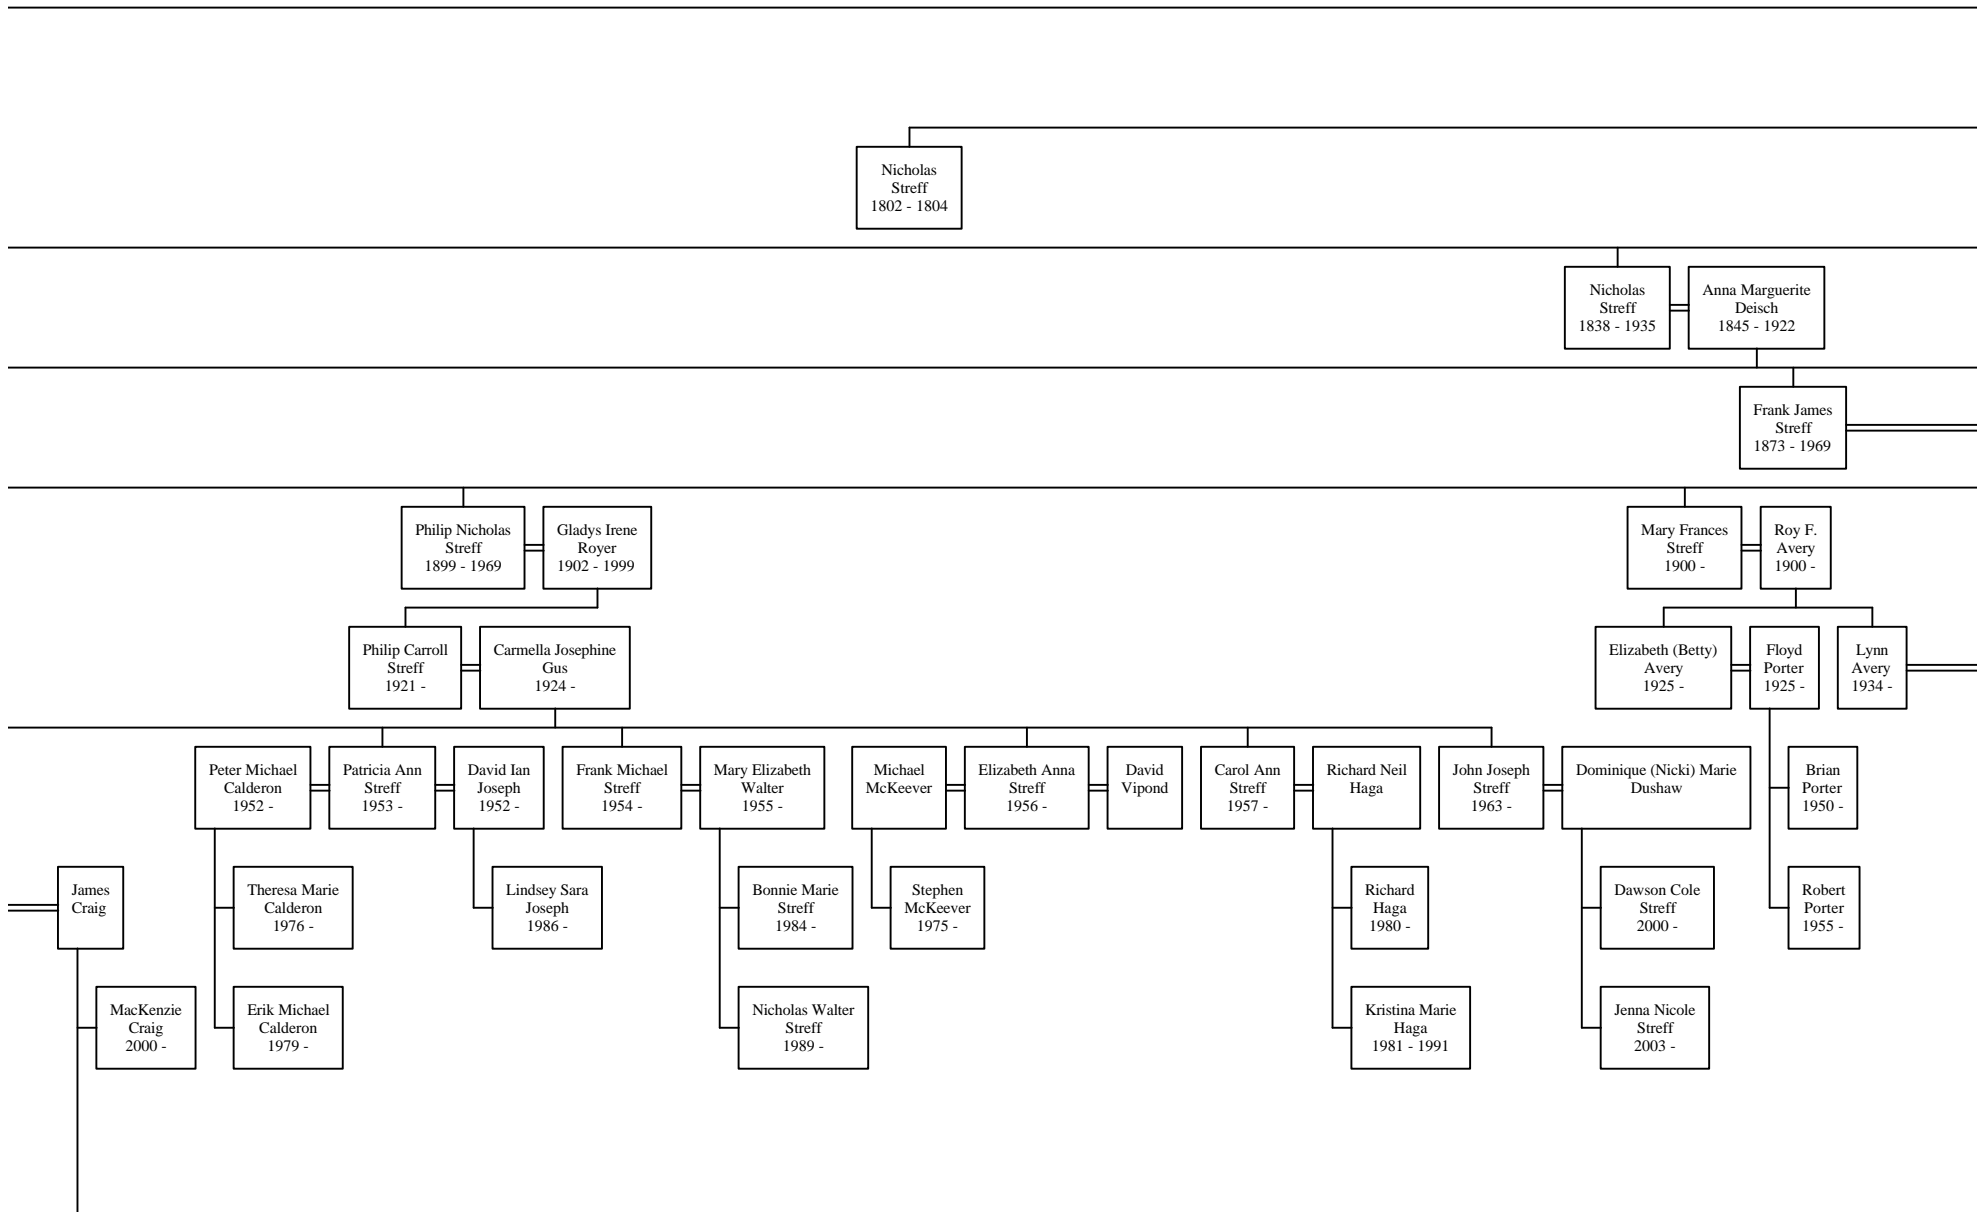 Nicholas
Streff
1802 - 1804
Nicholas
Streff
1838 - 1935
Anna Marguerite
Deisch
1845 - 1922
Frank James
Streff
1873 - 1969
Philip Nicholas
Streff
1899 - 1969
Gladys Irene
Royer
1902 - 1999
Mary Frances
Streff
1900 -
Roy F.
Avery
1900 -
Philip Carroll
Streff
1921 -
Carmella Josephine
Gus
1924 -
Elizabeth (Betty)
Avery
1925 -
Floyd
Porter
1925 -
Lynn
Avery
1934 -
Peter Michael
Calderon
1952 -
Patricia Ann
Streff
1953 -
David Ian
Joseph
1952 -
Frank Michael
Streff
1954 -
Mary Elizabeth
Walter
1955 -
Michael
McKeever
Elizabeth Anna
Streff
1956 -
David
Vipond
Carol Ann
Streff
1957 -
Richard Neil
Haga
John Joseph
Streff
1963 -
Dominique (Nicki) Marie
Dushaw
Brian
Porter
1950 -
James
Craig
Theresa Marie
Calderon
1976 -
Lindsey Sara
Joseph
1986 -
Bonnie Marie
Streff
1984 -
Stephen
McKeever
1975 -
Richard
Haga
1980 -
Dawson Cole
Streff
2000 -
Robert
Porter
1955 -
MacKenzie
Craig
2000 -
Erik Michael
Calderon
1979 -
Nicholas Walter
Streff
1989 -
Kristina Marie
Haga
1981 - 1991
Jenna Nicole
Streff
2003 -